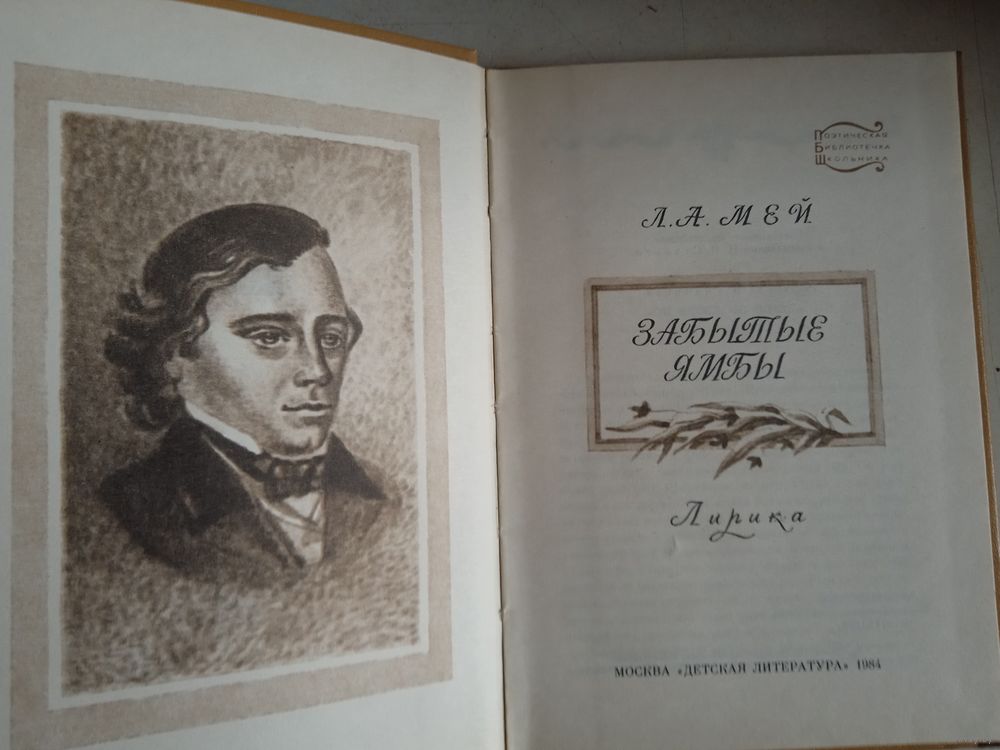 Поэтическая
Библиотечка
Школьника
Л. А. МЕЙ
ЗАБЫТЫЕ
ЯМБЫ
Лирика
МОСКВА «ДЕТСКАЯ ЛИТЕРАТУРА» 1984